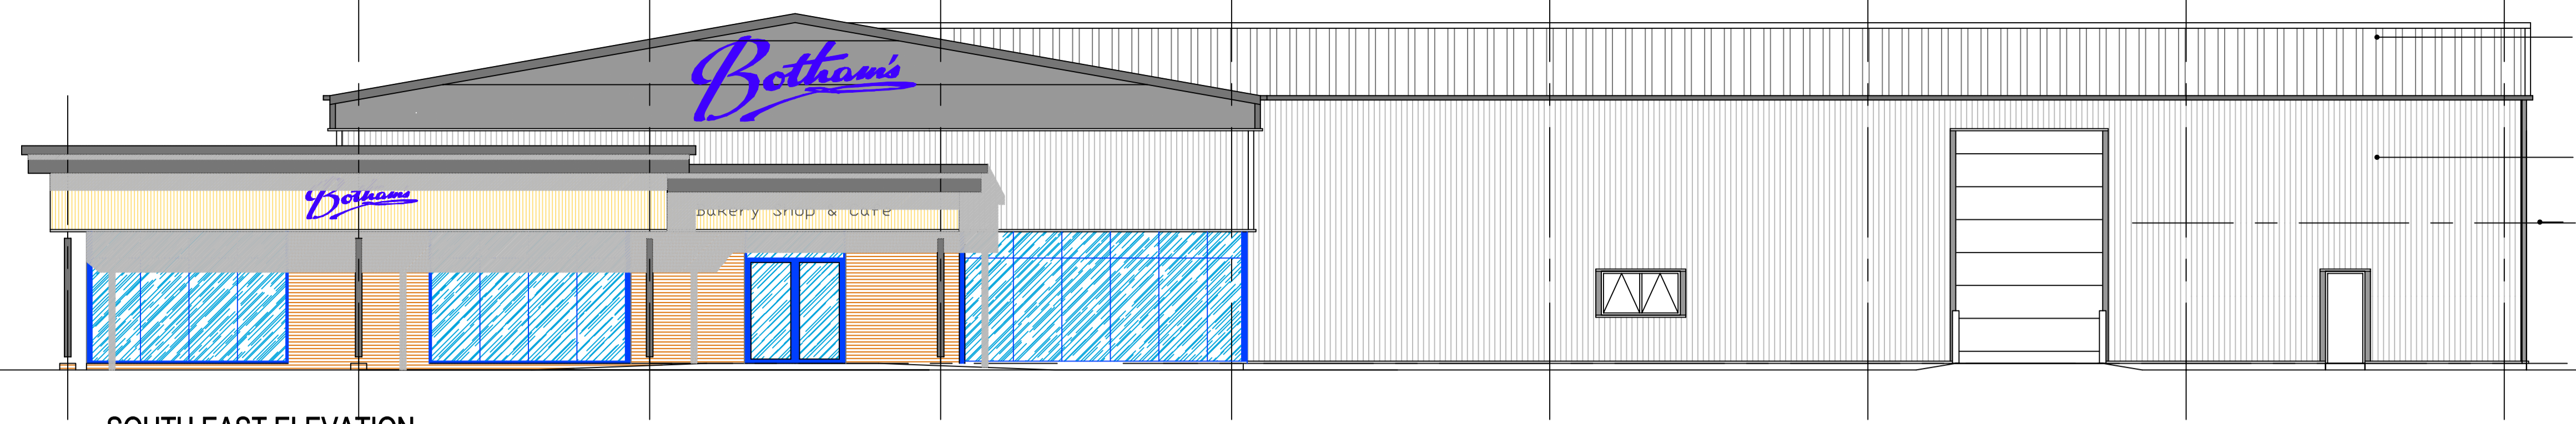 Botham's
Botham's
Bakery Shop & Cafe
SOUTH EAST ELEVATION